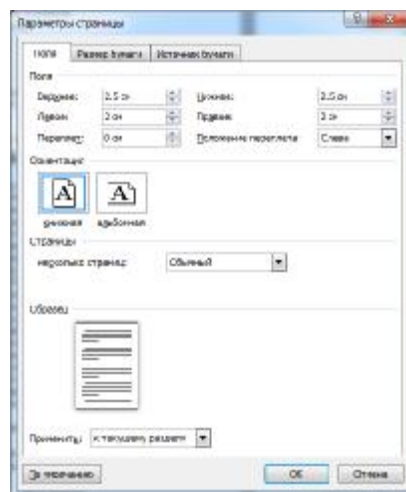 Параметры страницы
Поля Размер бумаги Источник бумаги
Поля
Верхнее: 2.5 см Нижнее: 2.5 см
Левое: 2 см Правое: 2 см
Переплет: 0 см Положение переплета Слева
Ориентация
книжная альбомная
Страницы
несколько страниц: Обычный
Образец
Применить: к текущему разделу
По умолчанию ОК Отмена